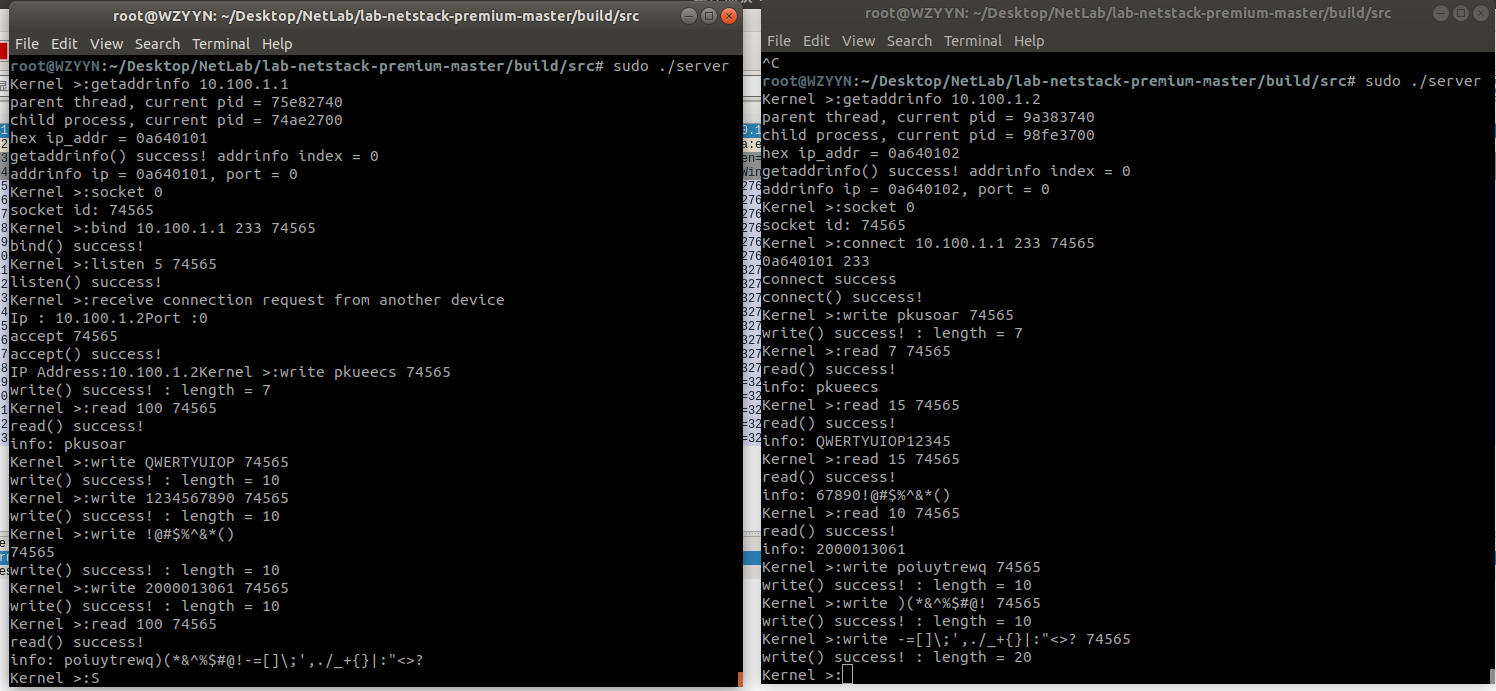 root@WZYYN: ~/Desktop/NetLab/lab-netstack-premium-master/build/src
File Edit View Search Terminal Help
root@WZYYN:~/Desktop/NetLab/lab-netstack-premium-master/build/src# sudo ./server
Kernel >:getaddrinfo 10.100.1.1
parent thread, current pid = 75e82740
child process, current pid = 74ae2700
hex ip_addr = 0a640101
getaddrinfo() success! addrinfo index = 0
addrinfo ip = 0a640101, port = 0
Kernel >:socket 0
socket id: 74565
Kernel >:bind 10.100.1.1 233 74565
bind() success!
Kernel >:listen 5 74565
listen() success!
Kernel >:receive connection request from another device
Ip : 10.100.1.2Port :0
accept 74565
accept() success!
IP Address:10.100.1.2Kernel >:write pkueecs 74565
write() success! : length = 7
Kernel >:read 100 74565
read() success!
info: pkusoar
Kernel >:write QWERTYUIOP 74565
write() success! : length = 10
Kernel >:write 1234567890 74565
write() success! : length = 10
Kernel >:write !@#$%^&*()
74565
write() success! : length = 10
Kernel >:write 2000013061 74565
write() success! : length = 10
Kernel >:read 100 74565
read() success!
info: poiuytrewq)(*&^%$#@!-=[]\;',./_+{}|:"<>?
Kernel >:S
root@WZYYN: ~/Desktop/NetLab/lab-netstack-premium-master/build/src
File Edit View Search Terminal Help
^C
root@WZYYN:~/Desktop/NetLab/lab-netstack-premium-master/build/src# sudo ./server
Kernel >:getaddrinfo 10.100.1.2
parent thread, current pid = 9a383740
child process, current pid = 98fe3700
hex ip_addr = 0a640102
getaddrinfo() success! addrinfo index = 0
addrinfo ip = 0a640102, port = 0
Kernel >:socket 0
socket id: 74565
Kernel >:connect 10.100.1.1 233 74565
0a640101 233
connect success
connect() success!
Kernel >:write pkusoar 74565
write() success! : length = 7
Kernel >:read 7 74565
read() success!
info: pkueecs
Kernel >:read 15 74565
read() success!
info: QWERTYUIOP12345
Kernel >:read 15 74565
read() success!
info: 67890!@#$%^&*()
Kernel >:read 10 74565
read() success!
info: 2000013061
Kernel >:write poiuytrewq 74565
write() success! : length = 10
Kernel >:write )(*&^%$#@! 74565
write() success! : length = 10
Kernel >:write -=[]\;',./_+{}|:"<>? 74565
write() success! : length = 20
Kernel >: